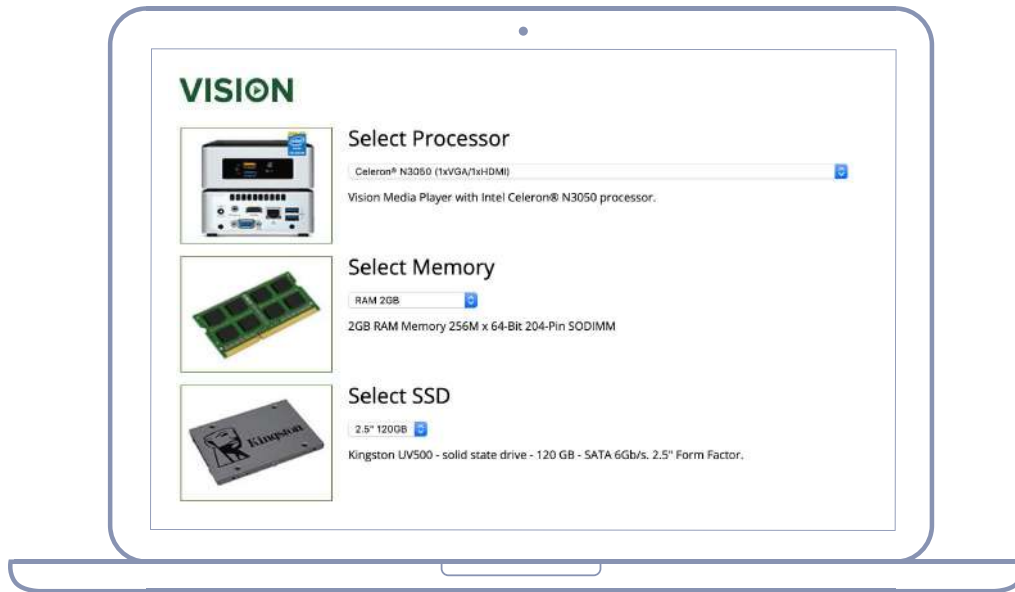 VISION
Select Processor
Celeron® N3050 (1xVGA/1xHDMI)
Vision Media Player with Intel Celeron® N3050 processor.
Select Memory
RAM 2GB
2GB RAM Memory 256M x 64-Bit 204-Pin SODIMM
Select SSD
2.5" 120GB
Kingston
Kingston UV500 - solid state drive - 120 GB - SATA 6Gb/s. 2.5" Form Factor.